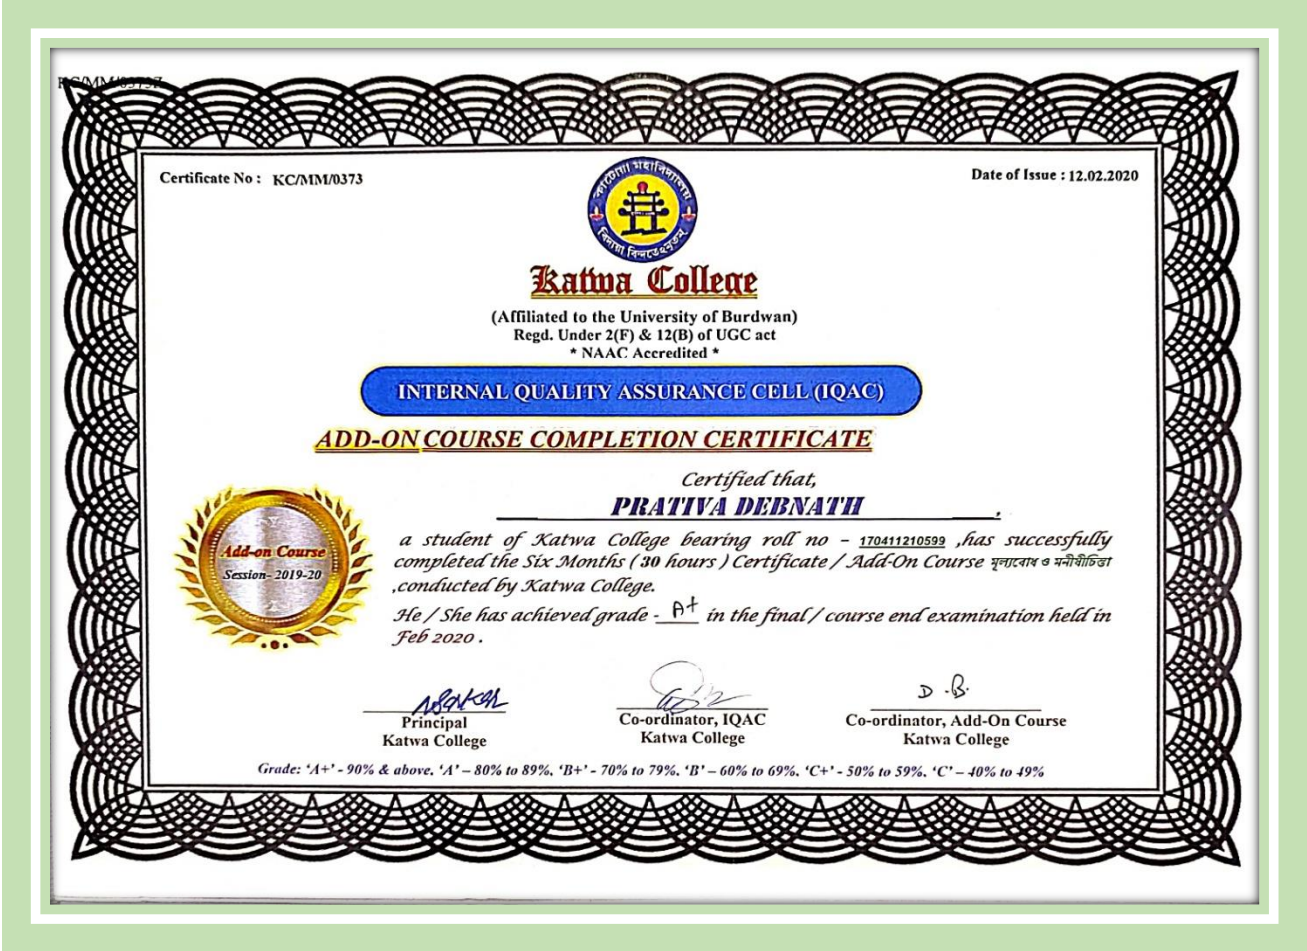 Certificate No : KC/MM/0373
Date of Issue : 12.02.2020
কাটোয়া মহাবিদ্যালয়
Katwa College
(Affiliated to the University of Burdwan)
Regd. Under 2(F) & 12(B) of UGC act
* NAAC Accredited *
INTERNAL QUALITY ASSURANCE CELL (IQAC)
ADD-ON COURSE COMPLETION CERTIFICATE
Certified that,
PRATIVA DEBNATH ,
Add-on Course
Session- 2019-20
a student of Katwa College bearing roll no - 170411210599 ,has successfully
completed the Six Months ( 30 hours ) Certificate / Add-On Course মূল্যবোধ ও মনীষীচিন্তা
,conducted by Katwa College.
He / She has achieved grade - A+ in the final / course end examination held in
Feb 2020 .
D.B.
Principal
Katwa College
Co-ordinator, IQAC
Katwa College
Co-ordinator, Add-On Course
Katwa College
Grade: ‘A+’ - 90% & above, ‘A’ – 80% to 89%, ‘B+’ - 70% to 79%, ‘B’ – 60% to 69%, ‘C+’ - 50% to 59%, ‘C’ – 40% to 49%